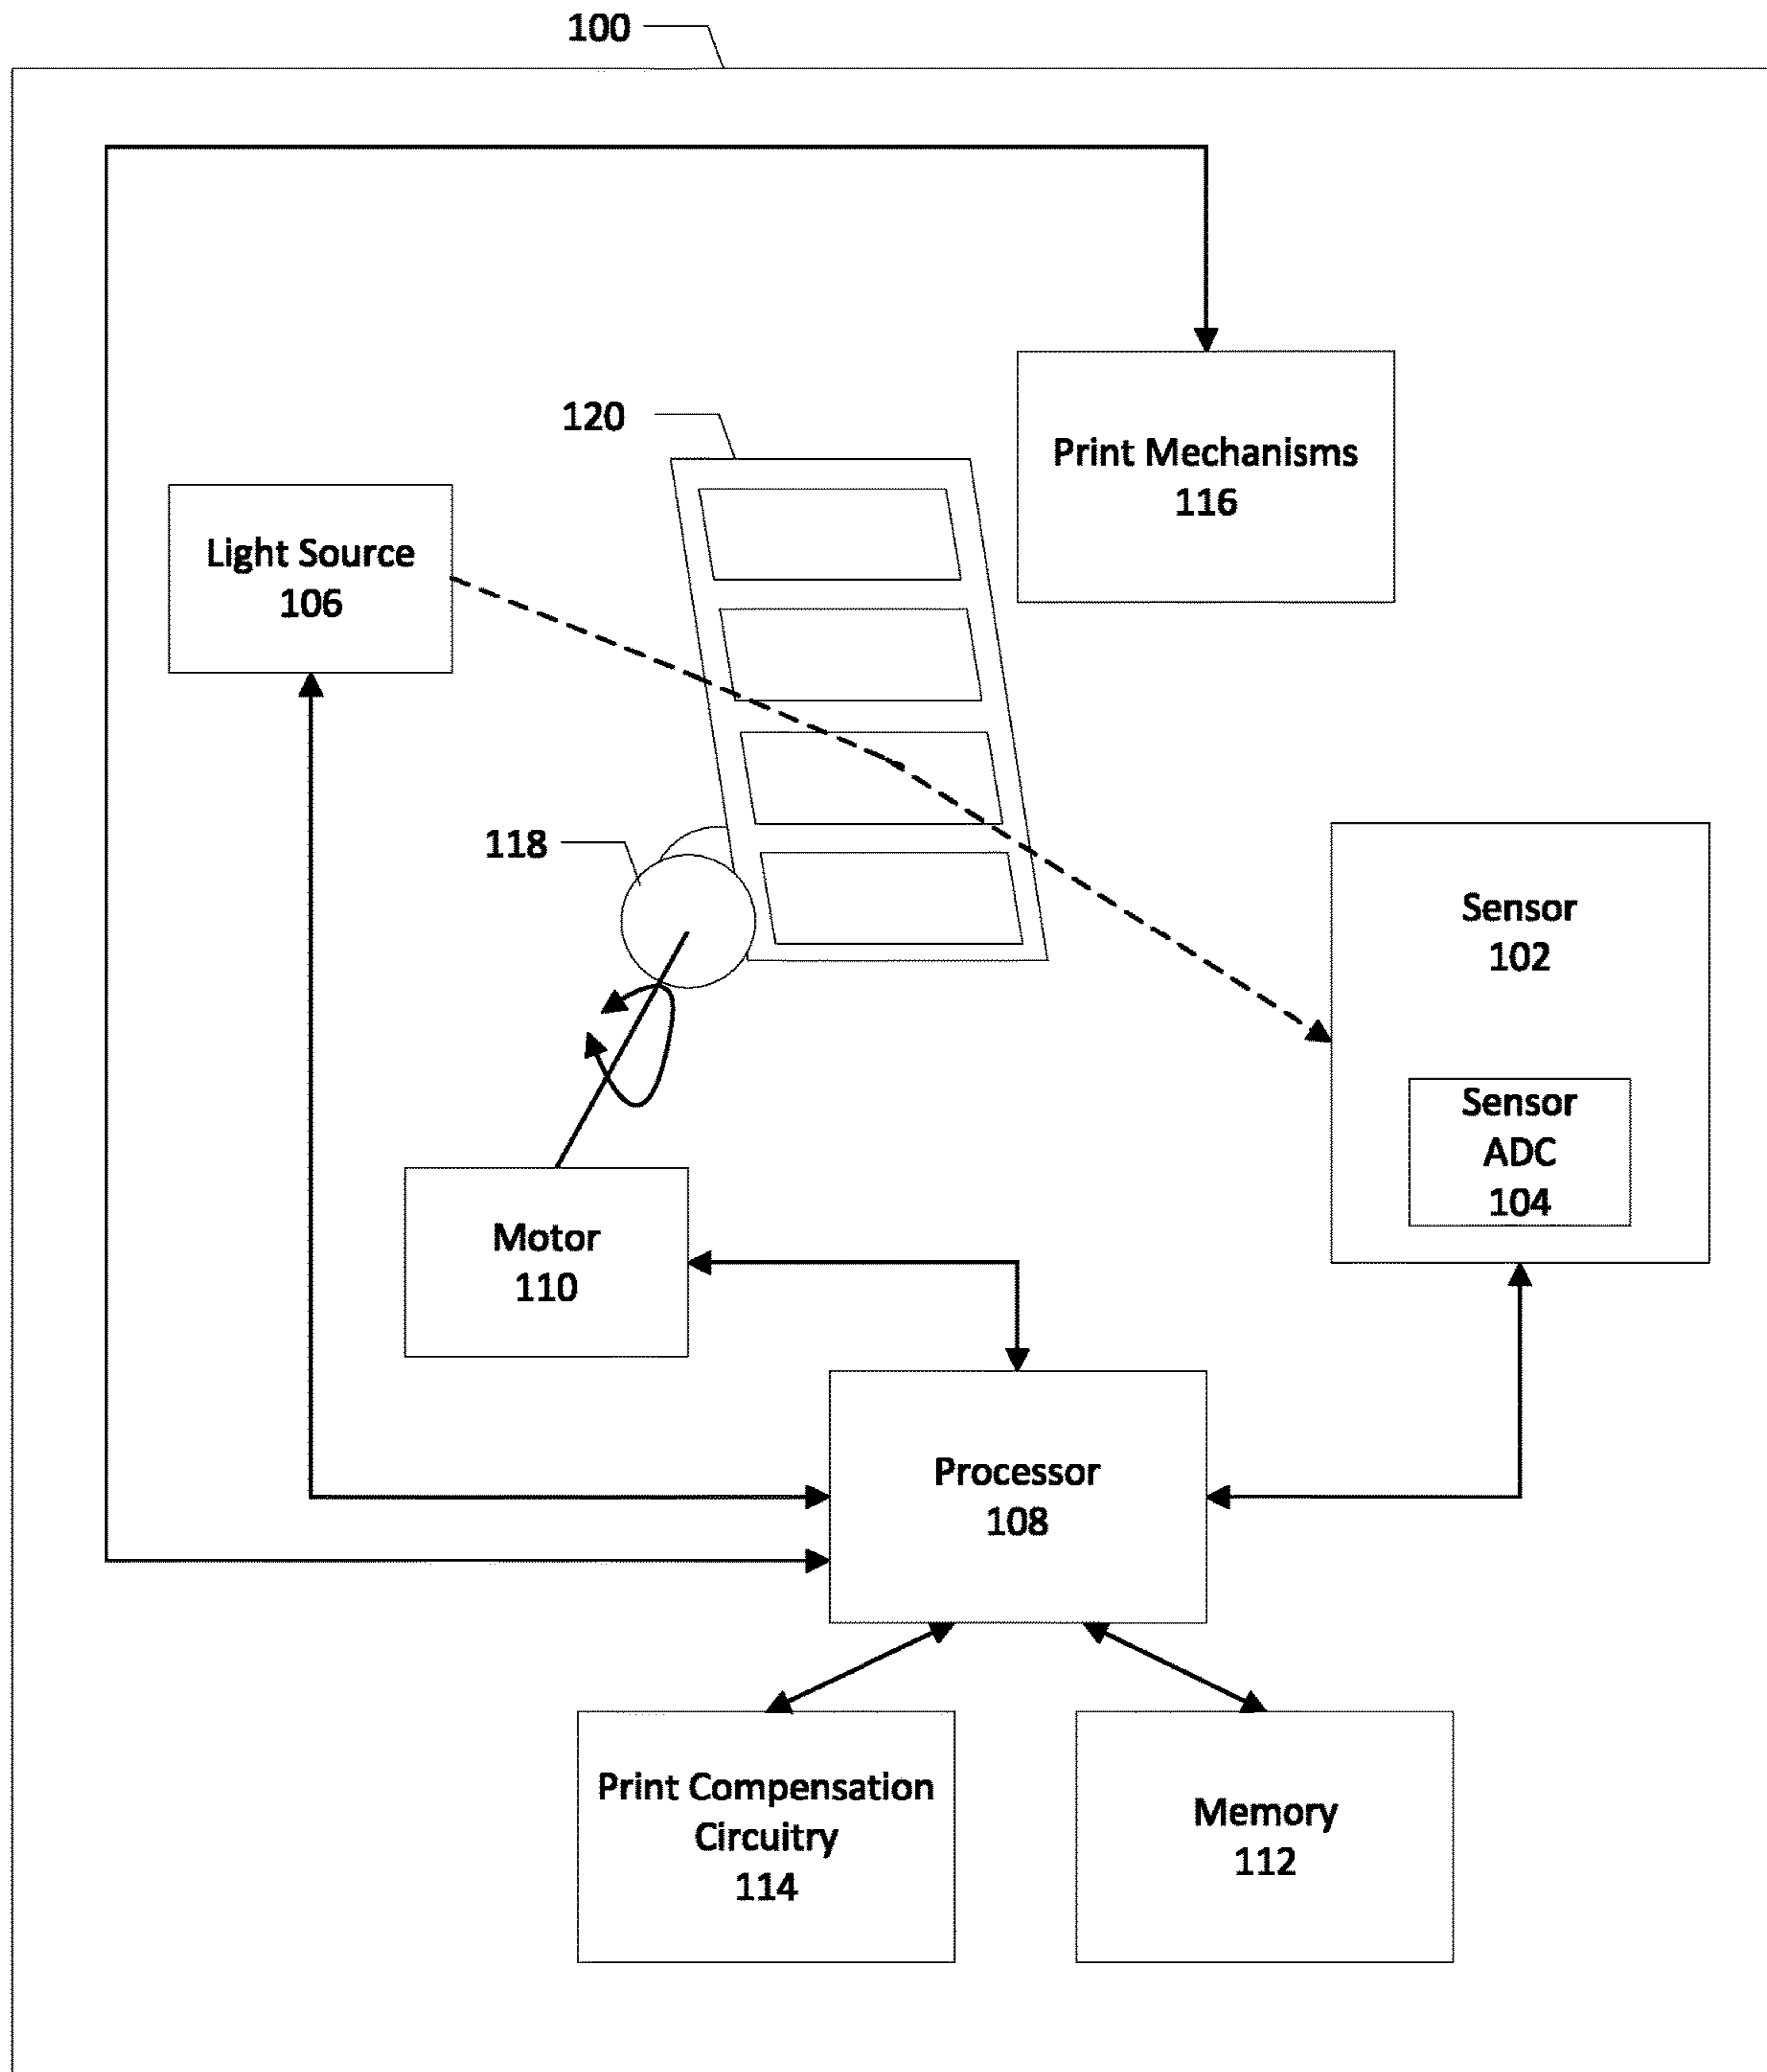 100
Print Mechanisms
116
120
Light Source
106
118
Sensor
102
Sensor
ADC
104
Motor
110
Processor
108
Print Compensation
Circuitry
114
Memory
112